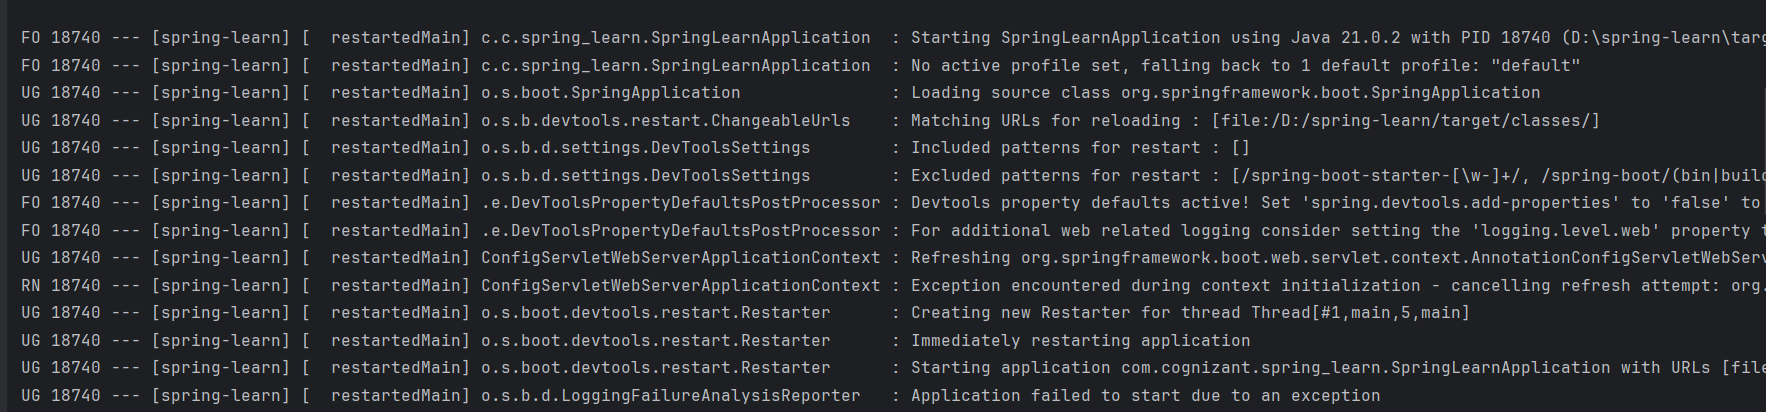 FO 18740 --- [spring-learn] [  restartedMain] c.c.spring_learn.SpringLearnApplication  : Starting SpringLearnApplication using Java 21.0.2 with PID 18740 (D:\spring-learn\targ
FO 18740 --- [spring-learn] [  restartedMain] c.c.spring_learn.SpringLearnApplication  : No active profile set, falling back to 1 default profile: "default"
UG 18740 --- [spring-learn] [  restartedMain] o.s.boot.SpringApplication               : Loading source class org.springframework.boot.SpringApplication
UG 18740 --- [spring-learn] [  restartedMain] o.s.b.devtools.restart.ChangeableUrls    : Matching URLs for reloading : [file:/D:/spring-learn/target/classes/]
UG 18740 --- [spring-learn] [  restartedMain] o.s.b.d.settings.DevToolsSettings        : Included patterns for restart : []
UG 18740 --- [spring-learn] [  restartedMain] o.s.b.d.settings.DevToolsSettings        : Excluded patterns for restart : [/spring-boot-starter-[\w-]+/, /spring-boot/(bin|build
FO 18740 --- [spring-learn] [  restartedMain] .e.DevToolsPropertyDefaultsPostProcessor : Devtools property defaults active! Set 'spring.devtools.add-properties' to 'false' to
FO 18740 --- [spring-learn] [  restartedMain] .e.DevToolsPropertyDefaultsPostProcessor : For additional web related logging consider setting the 'logging.level.web' property t
UG 18740 --- [spring-learn] [  restartedMain] ConfigServletWebServerApplicationContext : Refreshing org.springframework.boot.web.servlet.context.AnnotationConfigServletWebServ
RN 18740 --- [spring-learn] [  restartedMain] ConfigServletWebServerApplicationContext : Exception encountered during context initialization - cancelling refresh attempt: org.
UG 18740 --- [spring-learn] [  restartedMain] o.s.boot.devtools.restart.Restarter      : Creating new Restarter for thread Thread[#1,main,5,main]
UG 18740 --- [spring-learn] [  restartedMain] o.s.boot.devtools.restart.Restarter      : Immediately restarting application
UG 18740 --- [spring-learn] [  restartedMain] o.s.boot.devtools.restart.Restarter      : Starting application com.cognizant.spring_learn.SpringLearnApplication with URLs [file
UG 18740 --- [spring-learn] [  restartedMain] o.s.b.d.LoggingFailureAnalysisReporter   : Application failed to start due to an exception